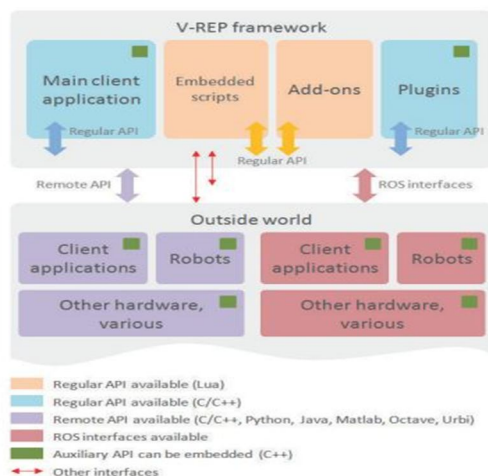 V-REP framework
Main client
application
Embedded
scripts
Add-ons
Plugins
Regular API
Regular API
Regular API
Remote API
ROS interfaces
Outside world
Client
applications
Robots
Client
applications
Robots
Other hardware,
various
Other hardware,
various
Regular API available (Lua)
Regular API available (C/C++)
Remote API available (C/C++, Python, Java, Matlab, Octave, Urbi)
ROS interfaces available
Auxiliary API can be embedded (C++)
Other interfaces